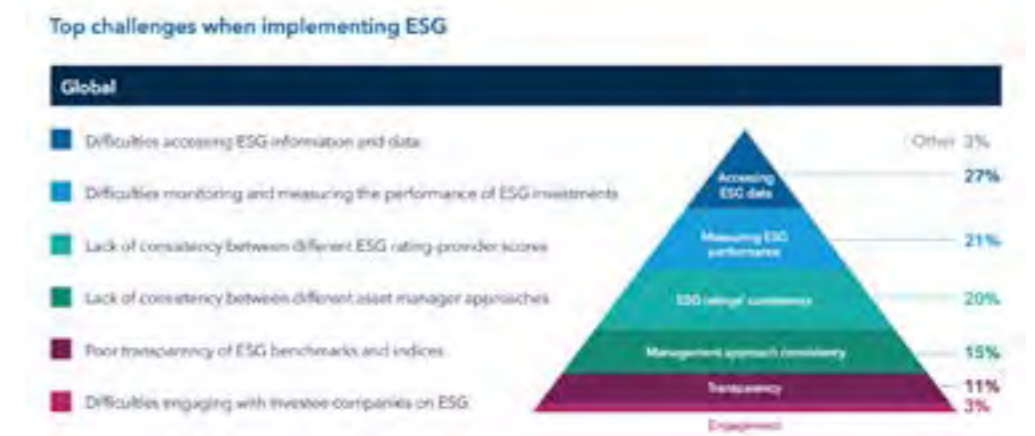 Top challenges when implementing ESG
Global
Difficulties accessing ESG information and data
Difficulties monitoring and measuring the performance of ESG investments
Lack of consistency between different ESG rating-provider scores
Lack of consistency between different asset manager approaches
Poor transparency of ESG benchmarks and indices
Difficulties engaging with investee companies on ESG
Other 3%
Accessing
ESG data
27%
Measuring ESG
performance
21%
ESG ratings' consistency
20%
Management approach consistency
15%
Transparency
11%
3%
Engagement